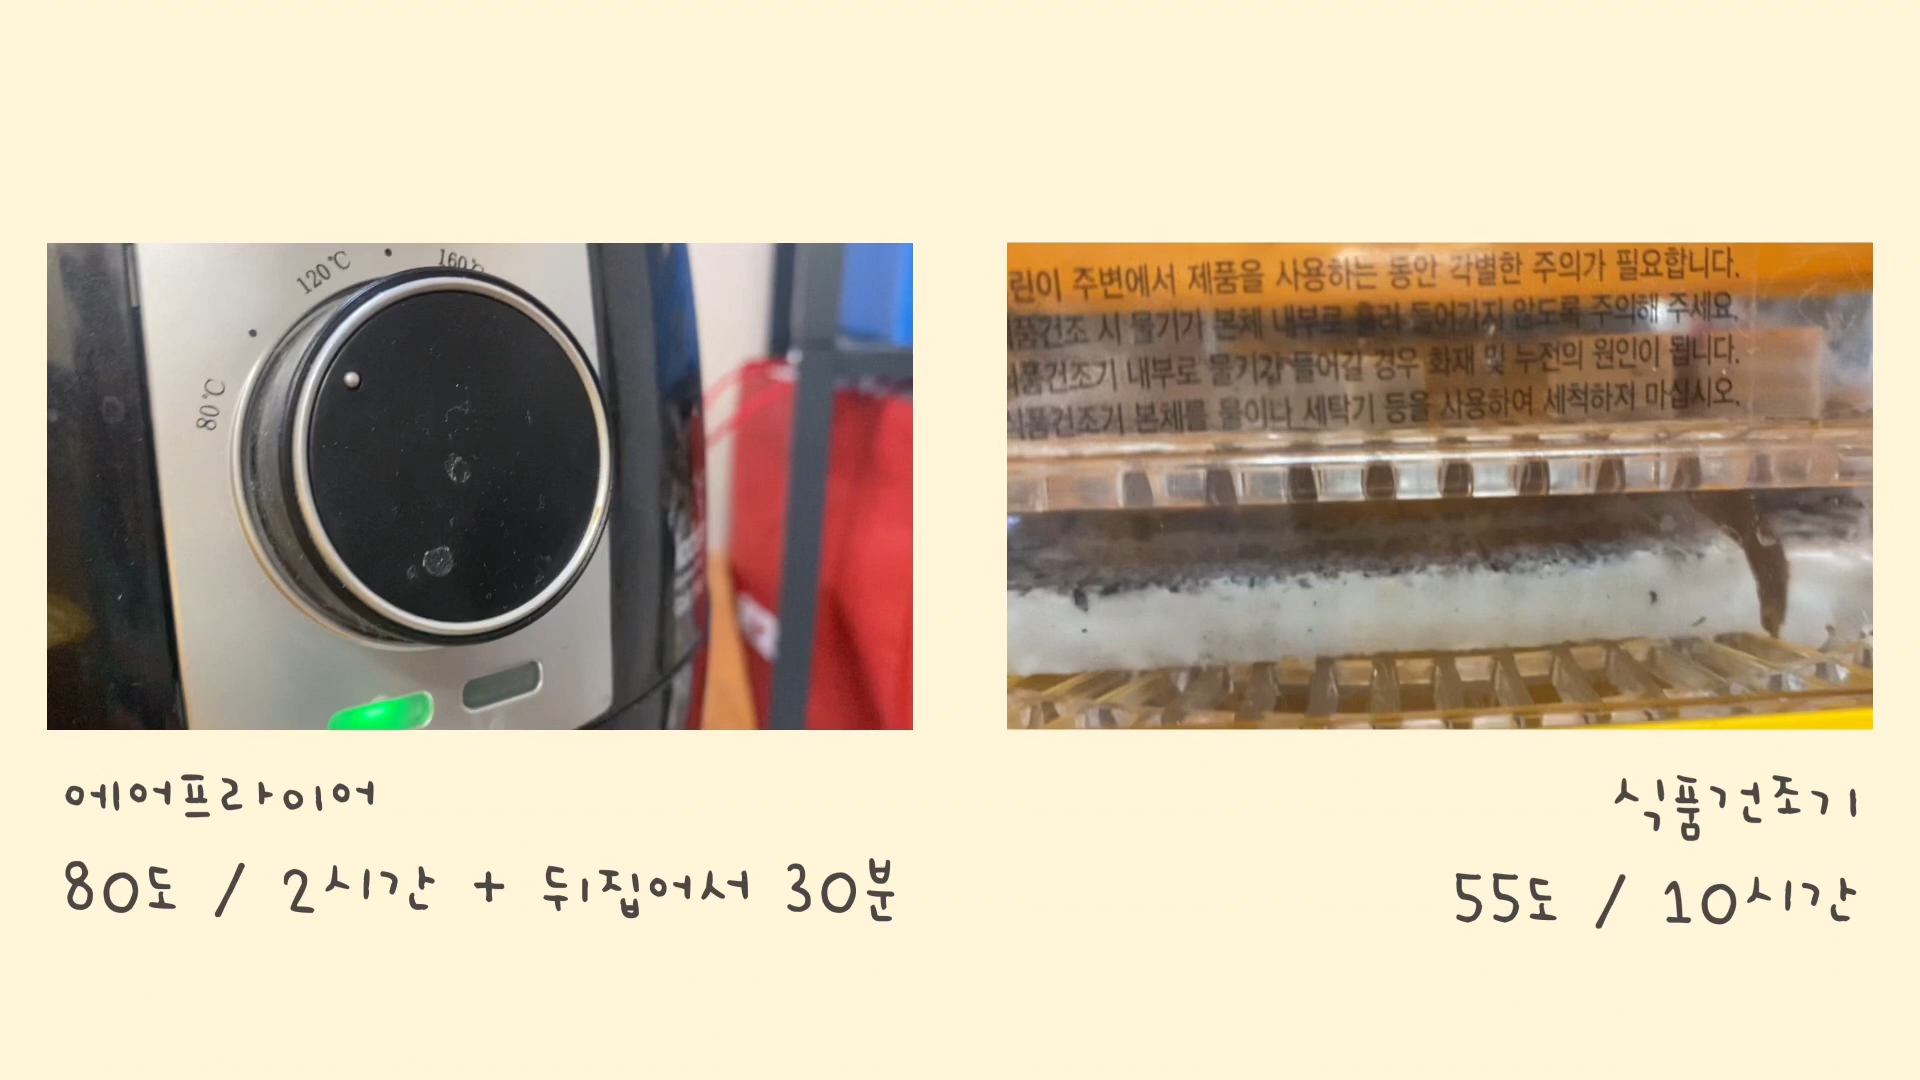 120℃
160℃
80℃
린이 주변에서 제품을 사용하는 동안 각별한 주의가 필요합니다.
품건조 시 물기가 본체 내부로 흘러 들어가지 않도록 주의해 주세요.
품건조기 내부로 물기가 들어갈 경우 화재 및 누전의 원인이 됩니다.
식품건조기 본체를 물이나 세탁기 등을 사용하여 세척하저 마십시오.
에어프라이어
80도 / 2시간 + 뒤집어서 30분
식품건조기
55도 / 10시간